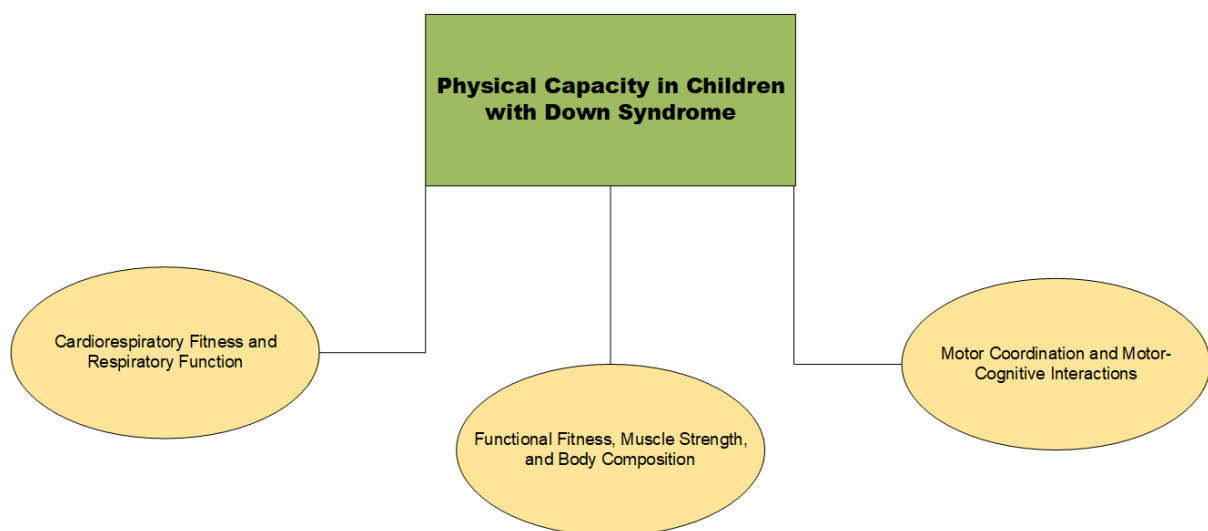 Physical Capacity in Children
with Down Syndrome
Cardiorespiratory Fitness and
Respiratory Function
Functional Fitness, Muscle Strength,
and Body Composition
Motor Coordination and Motor-
Cognitive Interactions